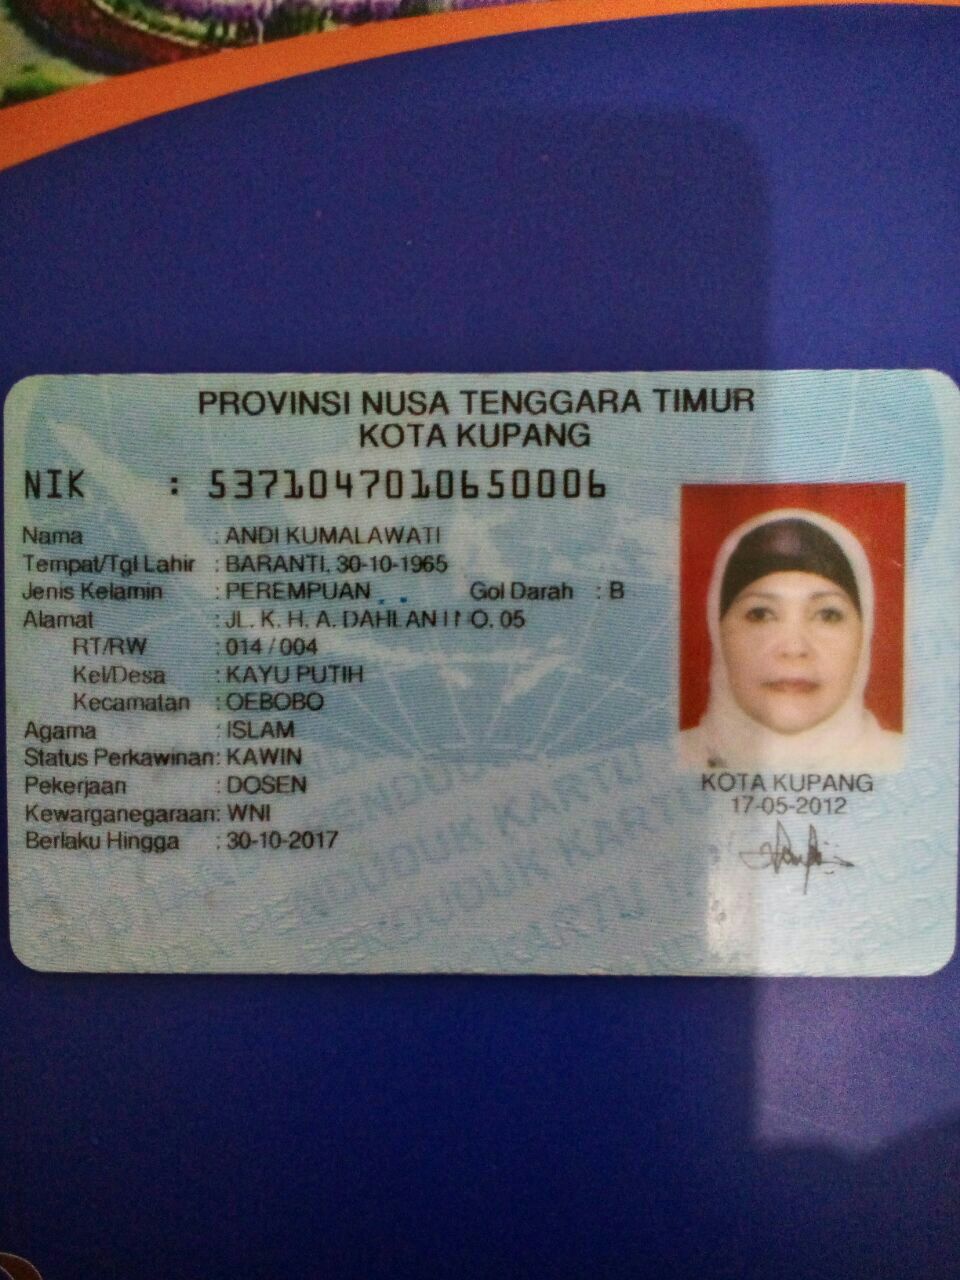 PROVINSI NUSA TENGGARA TIMUR
KOTA KUPANG
NIK : 5371047010650006
Nama : ANDI KUMALAWATI
Tempat/Tgl Lahir : BARANTI, 30-10-1965
Jenis Kelamin : PEREMPUAN Gol Darah : B
Alamat : JL. K. H. A. DAHLAN NO. 05
RT/RW : 014 / 004
Kel/Desa : KAYU PUTIH
Kecamatan : OEBOBO
Agama : ISLAM
Status Perkawinan: KAWIN
Pekerjaan : DOSEN
Kewarganegaraan: WNI
Berlaku Hingga : 30-10-2017
KOTA KUPANG
17-05-2012